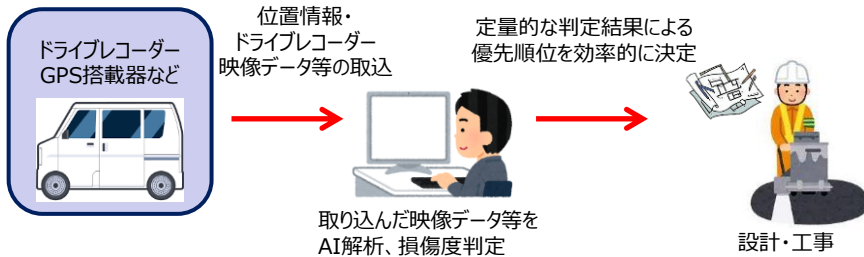 ドライブレコーダー
GPS搭載器など
位置情報・
ドライブレコーダー
映像データ等の取込
取り込んだ映像データ等を
AI解析、損傷度判定
定量的な判定結果による
優先順位を効率的に決定
設計・工事